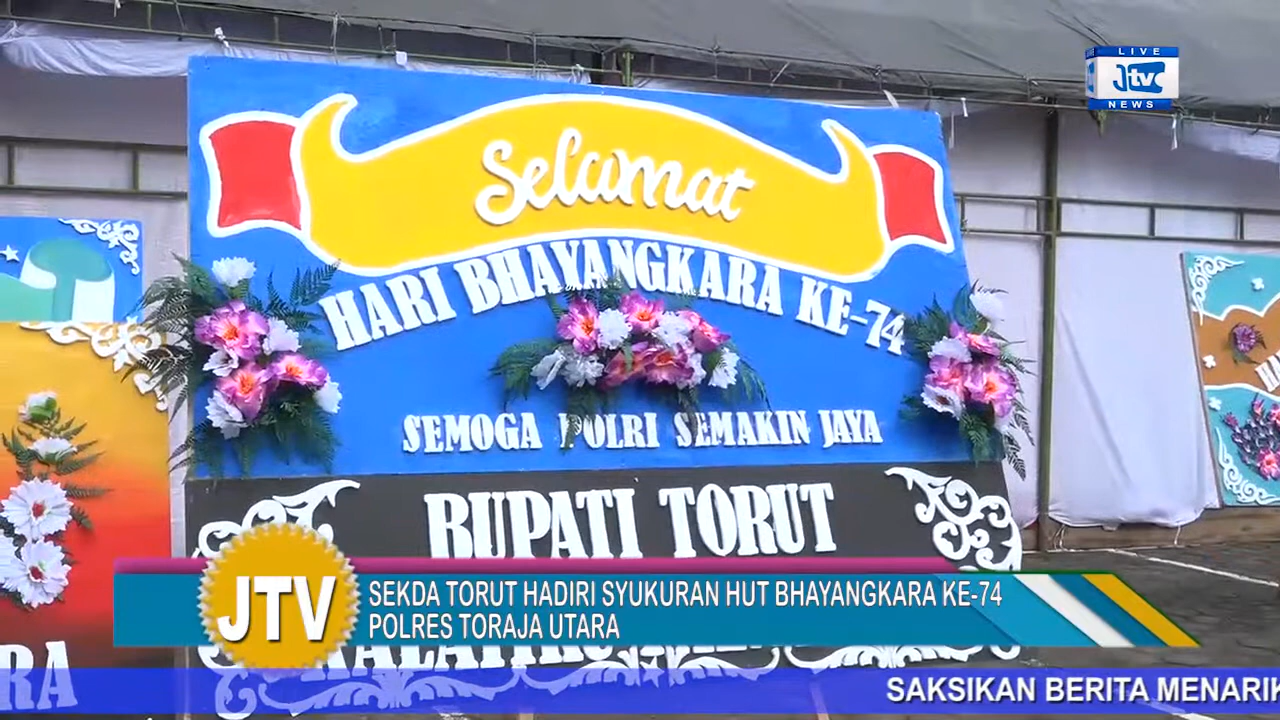 LIVE
Jtv
NEWS
Selamat
HARI BHAYANGKARA KE-74
SEMOGA POLRI SEMAKIN JAYA
BUPATI TORUT
JTV
SEKDA TORUT HADIRI SYUKURAN HUT BHAYANGKARA KE-74
POLRES TORAJA UTARA
SAKSIKAN BERITA MENARIK